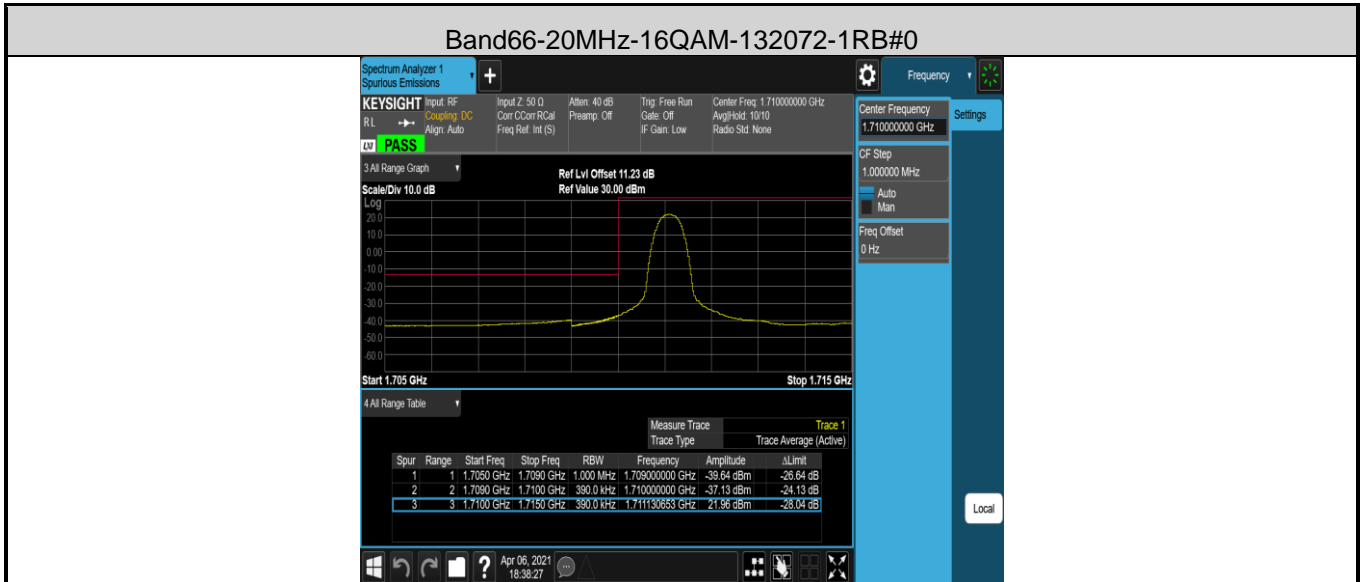 Band66-20MHz-16QAM-132072-1RB#0
Spectrum Analyzer 1
Spurious Emissions
+
Frequency
KEYSIGHT Input: RF Input Z: 50 Ω Atten: 40 dB Trig: Free Run Center Freq: 1.710000000 GHz
RL Coupling: DC Corr CCorr RCal Preamp: Off Gate: Off Avg|Hold: 10/10
Align: Auto Freq Ref: Int (S) IF Gain: Low Radio Std: None
LXI PASS
Center Frequency
1.710000000 GHz
Settings
CF Step
1.000000 MHz
Auto
Man
Freq Offset
0 Hz
3 All Range Graph
Ref Lvl Offset 11.23 dB
Scale/Div 10.0 dB Ref Value 30.00 dBm
Log
20.0
10.0
0.00
-10.0
-20.0
-30.0
-40.0
-50.0
-60.0
Start 1.705 GHz Stop 1.715 GHz
4 All Range Table
Measure Trace Trace 1
Trace Type Trace Average (Active)
Spur Range Start Freq Stop Freq RBW Frequency Amplitude ΔLimit
1 1 1.7050 GHz 1.7090 GHz 1.000 MHz 1.709000000 GHz -39.64 dBm -26.64 dB
2 2 1.7090 GHz 1.7100 GHz 390.0 kHz 1.710000000 GHz -37.13 dBm -24.13 dB
3 3 1.7100 GHz 1.7150 GHz 390.0 kHz 1.711130653 GHz 21.96 dBm -28.04 dB
Local
? Apr 06, 2021
18:38:27